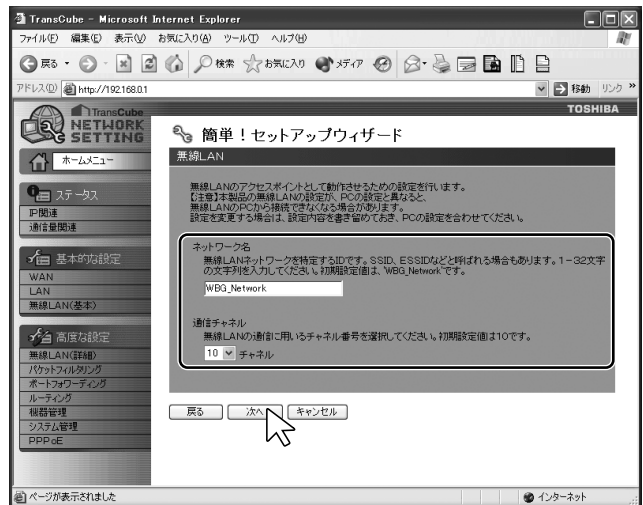 TransCube - Microsoft Internet Explorer
ファイル(F) 編集(E) 表示(V) お気に入り(A) ツール(T) ヘルプ(H)
戻る 検索 お気に入り メディア
アドレス(D) http://192.168.0.1 移動 リンク »
TOSHIBA
TransCube
NETWORK
SETTING
ホームメニュー
ステータス
IP関連
通信量関連
基本的な設定
WAN
LAN
無線LAN(基本)
高度な設定
無線LAN(詳細)
パケットフィルタリング
ポートフォワーディング
ルーティング
機器管理
システム管理
PPPoE
簡単！セットアップウィザード
無線LAN
無線LANのアクセスポイントとして動作させるための設定を行います。
【注意】本製品の無線LANの設定が、PCの設定と異なると、
無線LANのPCから接続できなくなる場合があります。
設定を変更する場合は、設定内容を書き留めておき、PCの設定を合わせてください。
ネットワーク名
無線LANネットワークを特定するIDです。SSID、ESSIDなどと呼ばれる場合もあります。1－32文字
の文字列を入力してください。初期設定値は、'WBG_Network'です。
WBG_Network
通信チャネル
無線LANの通信に用いるチャネル番号を選択してください。初期設定値は10です。
10 チャネル
戻る 次へ キャンセル
ページが表示されました インターネット